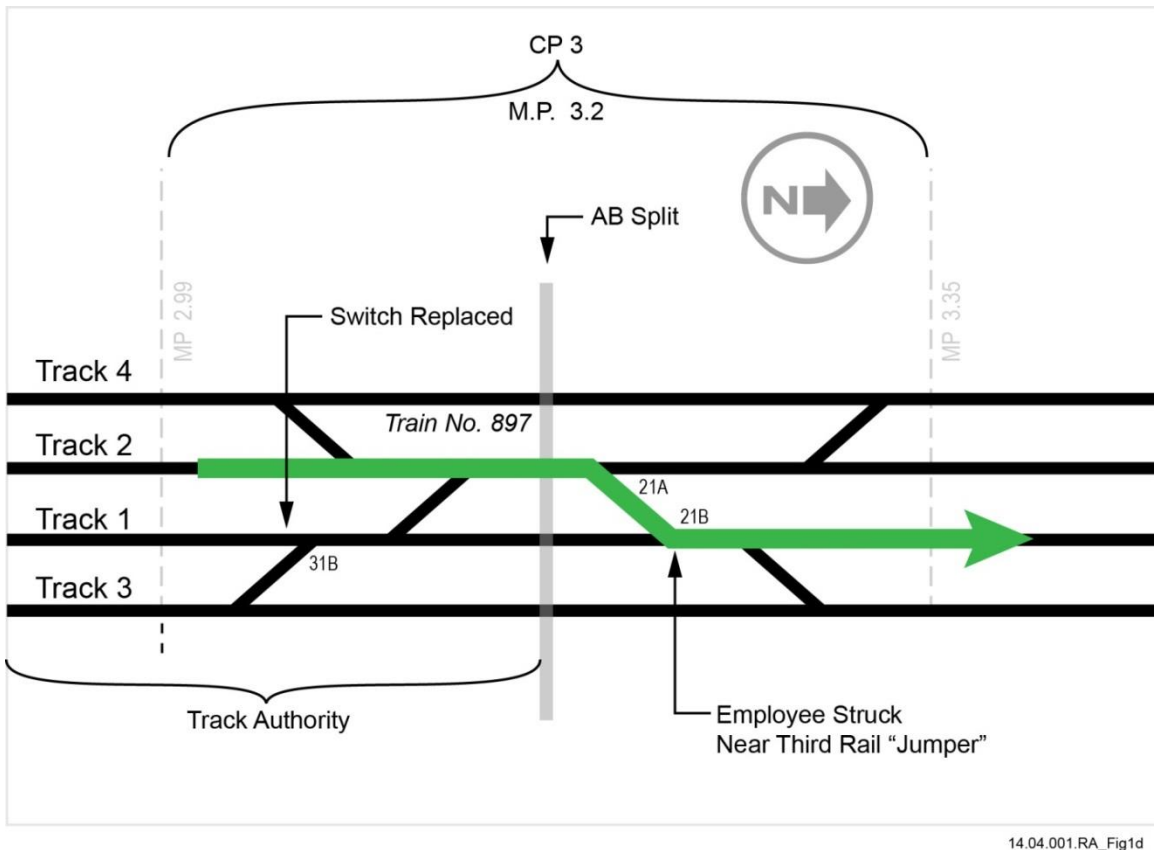 CP 3
M.P. 3.2
N
AB Split
MP 2.99
MP 3.35
Switch Replaced
Track 4
Train No. 897
Track 2
21A
21B
Track 1
31B
Track 3
Track Authority
Employee Struck
Near Third Rail “Jumper”
14.04.001.RA_Fig1d